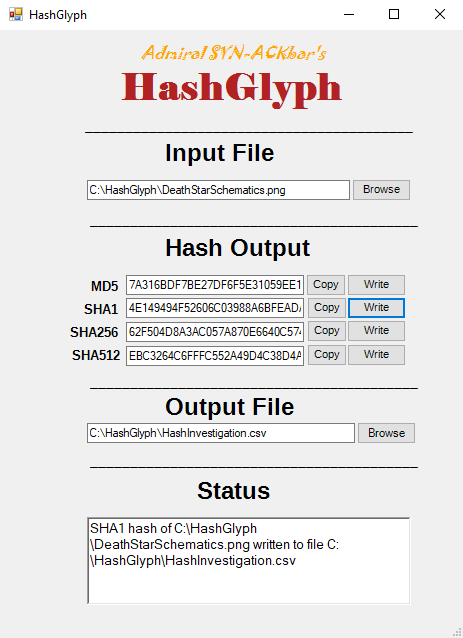 HashGlyph
Admiral SYN-ACKbar's
HashGlyph
Input File
C:\HashGlyph\DeathStarSchematics.png Browse
Hash Output
MD5 7A316BDF7BE27DF6F5E31059EE1 Copy Write
SHA1 4E149494F52606C03988A6BFEADA Copy Write
SHA256 62F504D8A3AC057A870E6640C574 Copy Write
SHA512 EBC3264C6FFFC552A49D4C38D4A Copy Write
Output File
C:\HashGlyph\HashInvestigation.csv Browse
Status
SHA1 hash of C:\HashGlyph
\DeathStarSchematics.png written to file C:
\HashGlyph\HashInvestigation.csv